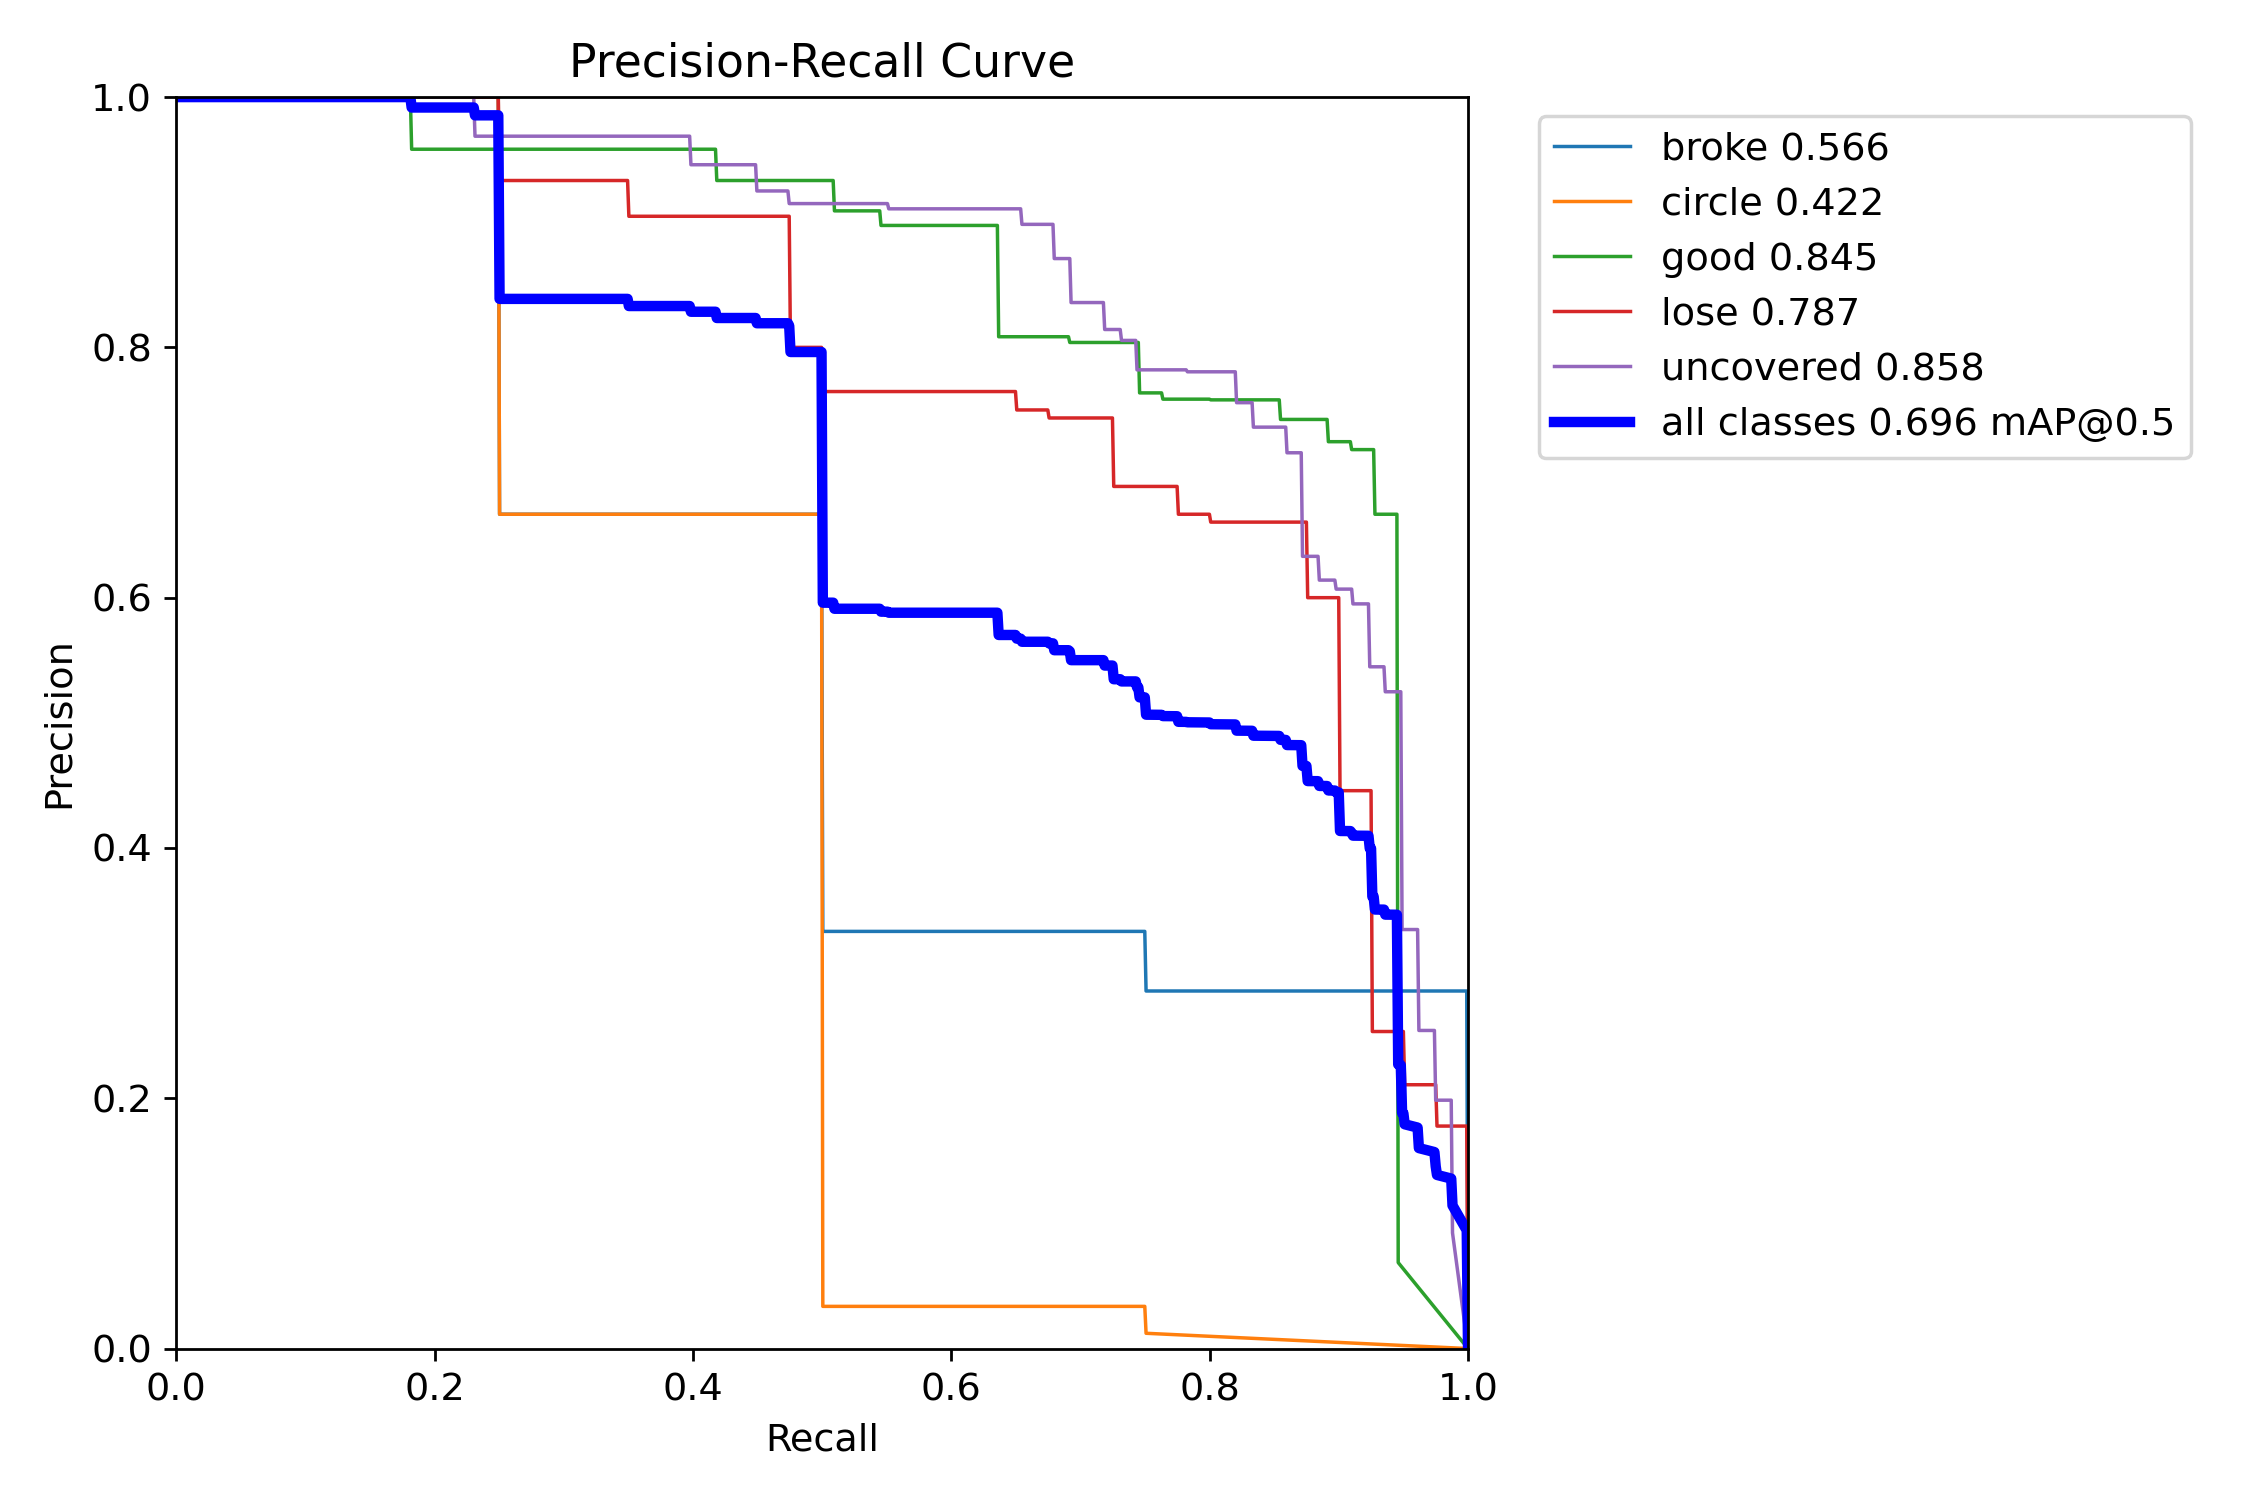 Precision-Recall Curve
1.0
0.8
0.6
0.4
0.2
0.0
Precision
0.0 0.2 0.4 0.6 0.8 1.0
Recall
broke 0.566
circle 0.422
good 0.845
lose 0.787
uncovered 0.858
all classes 0.696 mAP@0.5